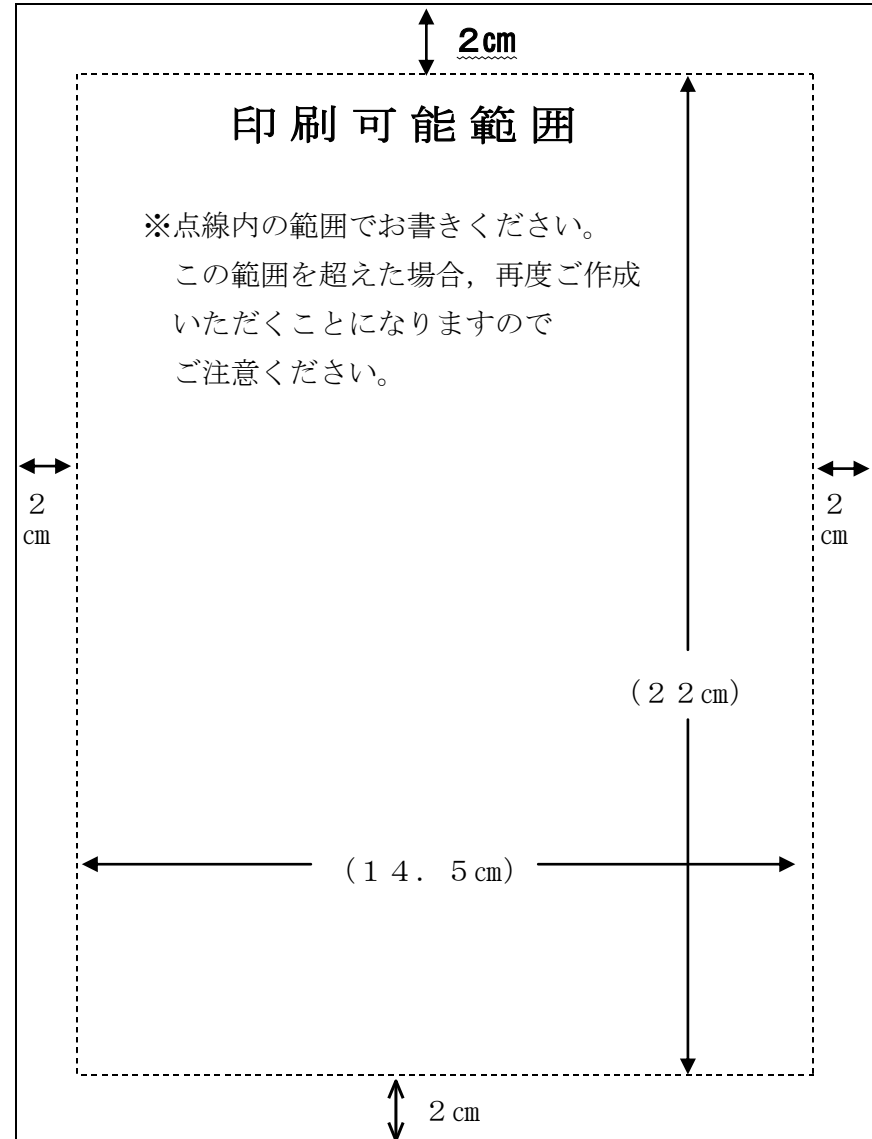 2㎝
印刷可能範囲
※点線内の範囲でお書きください。
この範囲を超えた場合，再度ご作成
いただくことになりますので
ご注意ください。
２
㎝
２
㎝
（２２㎝）
（１４．５㎝）
２㎝